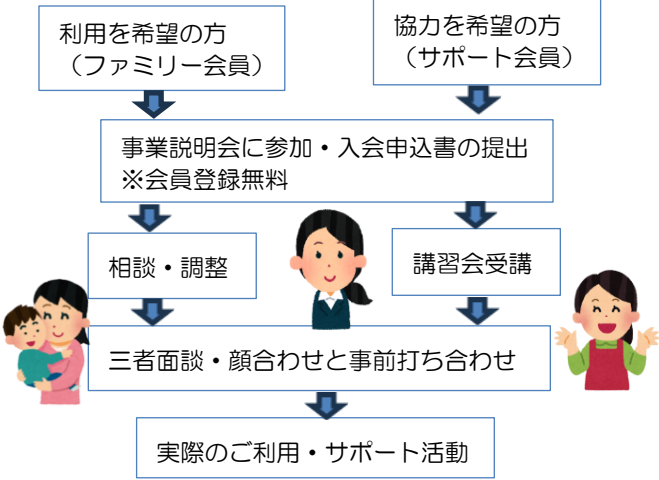 利用を希望の方
（ファミリー会員）
協力を希望の方
（サポート会員）
事業説明会に参加・入会申込書の提出
※会員登録無料
相談・調整
講習会受講
三者面談・顔合わせと事前打ち合わせ
実際のご利用・サポート活動